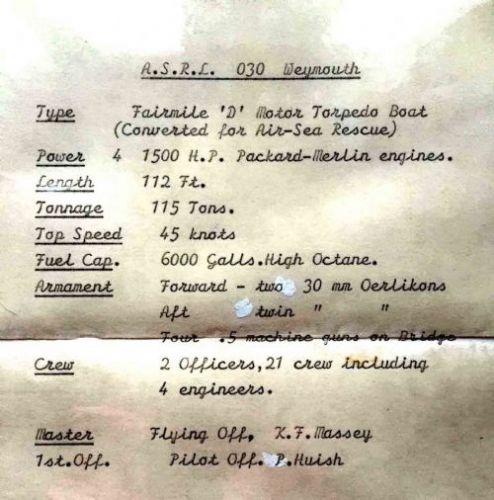 A.S.R.L. 030 Weymouth
Type Fairmile 'D' Motor Torpedo Boat
(Converted for Air-Sea Rescue)
Power 4 1500 H.P. Packard-Merlin engines.
Length 112 Ft.
Tonnage 115 Tons.
Top Speed 45 knots
Fuel Cap. 6000 Galls.High Octane.
Armament Forward - two 30 mm Oerlikons
Aft twin " "
Four .5 machine guns on Bridge
Crew 2 Officers,21 crew including
4 engineers.
Master Flying Off, K.F.Massey
1st.Off. Pilot Off. P.Huish